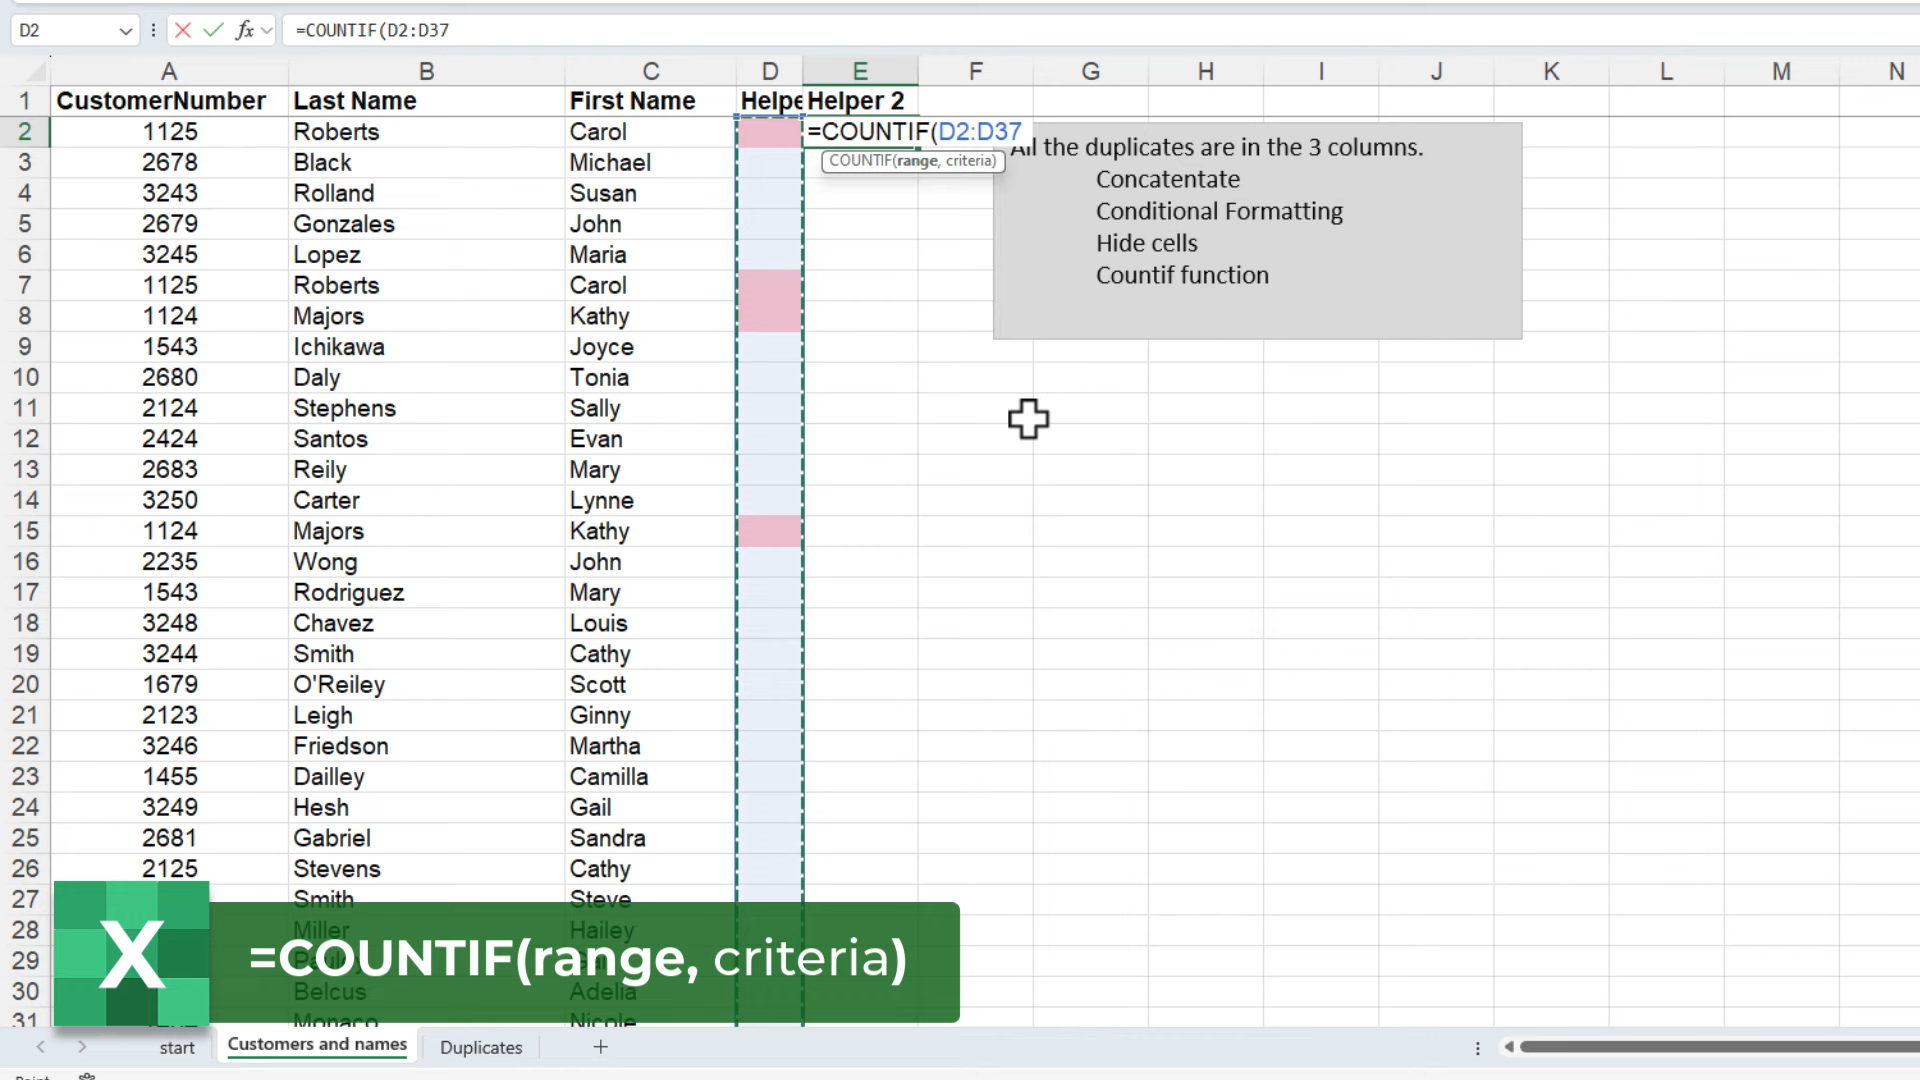 D2
fx
=COUNTIF(D2:D37
A B C D E F G H I J K L M N
1 CustomerNumber Last Name First Name Helpe Helper 2
2 1125 Roberts Carol =COUNTIF(D2:D37
COUNTIF(range, criteria)
3 2678 Black Michael
4 3243 Rolland Susan
5 2679 Gonzales John
6 3245 Lopez Maria
7 1125 Roberts Carol
8 1124 Majors Kathy
9 1543 Ichikawa Joyce
10 2680 Daly Tonia
11 2124 Stephens Sally
12 2424 Santos Evan
13 2683 Reily Mary
14 3250 Carter Lynne
15 1124 Majors Kathy
16 2235 Wong John
17 1543 Rodriguez Mary
18 3248 Chavez Louis
19 3244 Smith Cathy
20 1679 O'Reiley Scott
21 2123 Leigh Ginny
22 3246 Friedson Martha
23 1455 Dailley Camilla
24 3249 Hesh Gail
25 2681 Gabriel Sandra
26 2125 Stevens Cathy
27 Smith Steve
28 Miller Hailey
29
30 Belcus Adelia
31 Monaco Nicole
All the duplicates are in the 3 columns.
Concatentate
Conditional Formatting
Hide cells
Countif function
X
=COUNTIF(range, criteria)
start Customers and names Duplicates +